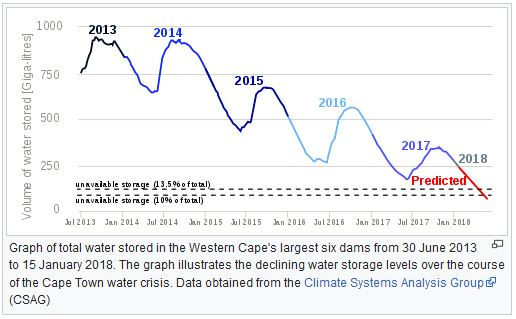 1000
750
500
250
0
Volume of water stored [Giga-litres]
2013
2014
2015
2016
2017
2018
Predicted
unavailable storage (13.5% of total)
unavailable storage (10% of total)
Jul 2013 Jan 2014 Jul 2014 Jan 2015 Jul 2015 Jan 2016 Jul 2016 Jan 2017 Jul 2017 Jan 2018
Graph of total water stored in the Western Cape's largest six dams from 30 June 2013
to 15 January 2018. The graph illustrates the declining water storage levels over the course
of the Cape Town water crisis. Data obtained from the Climate Systems Analysis Group
(CSAG)